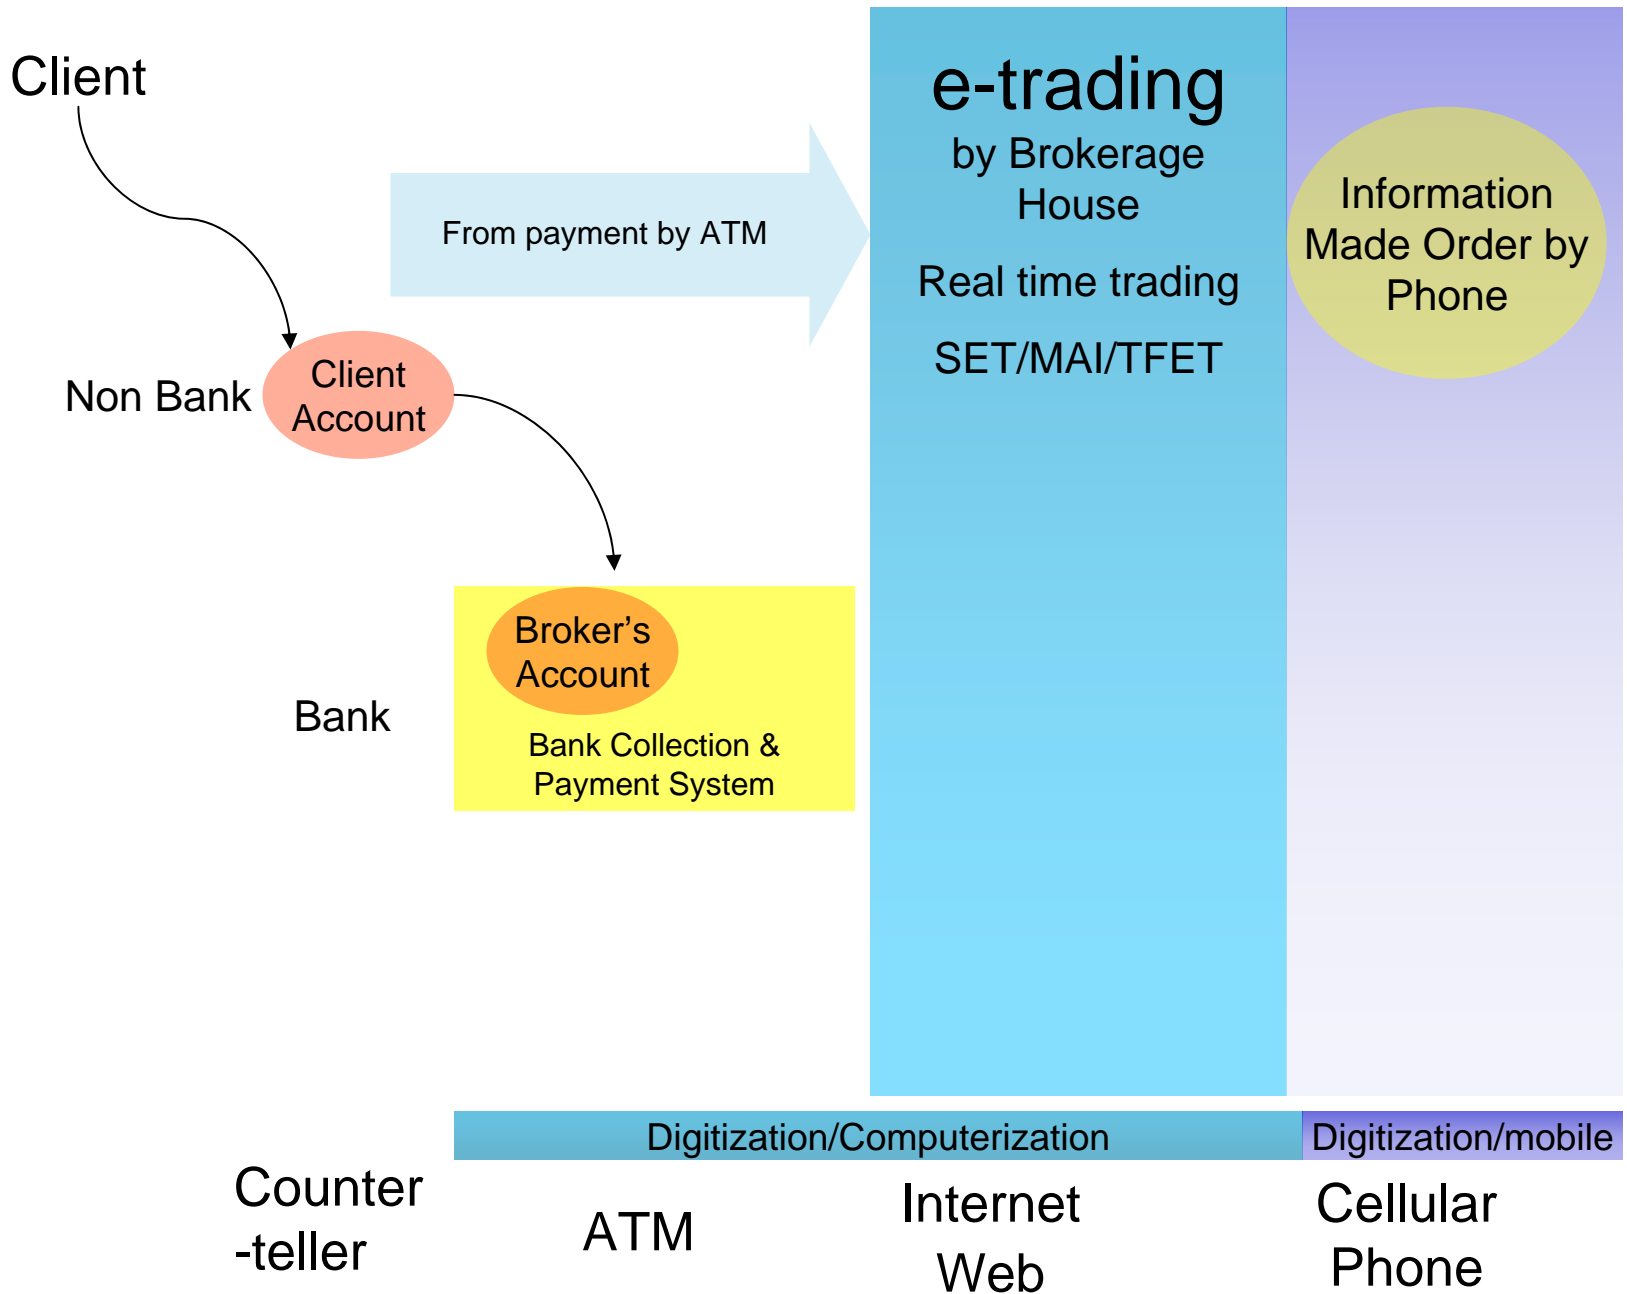 Client
e-trading
by Brokerage
House
Real time trading
SET/MAI/TFET
Information
Made Order by
Phone
From payment by ATM
Non Bank
Client
Account
Bank
Broker’s
Account
Bank Collection &
Payment System
Digitization/Computerization
Digitization/mobile
Counter
-teller
ATM
Internet
Web
Cellular
Phone